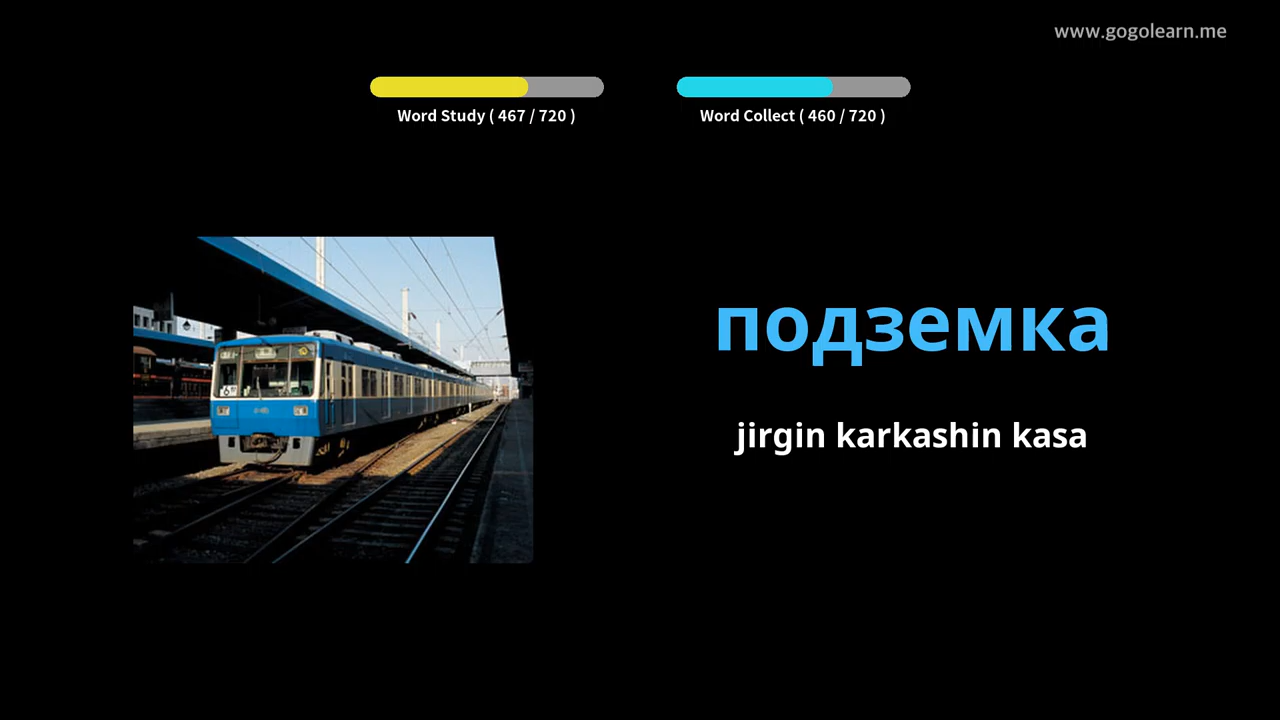 www.gogolearn.me
Word Study ( 467 / 720 )
Word Collect ( 460 / 720 )
подземка
jirgin karkashin kasa